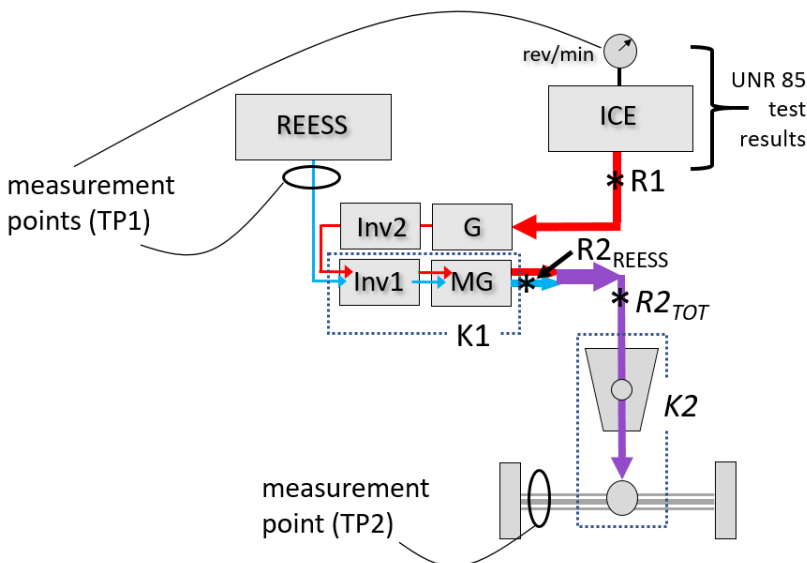 rev/min
UNR 85
test
results
REESS
ICE
measurement
points (TP1)
R1
Inv2
G
R2REESS
Inv1
MG
R2TOT
K1
K2
measurement
point (TP2)